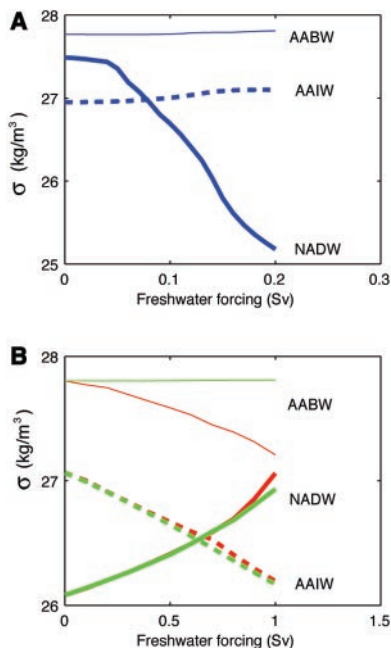 A
28
27
26
25
σ (kg/m³)
AABW
AAIW
NADW
0
0.1
0.2
0.3
Freshwater forcing (Sv)
B
28
27
26
σ (kg/m³)
AABW
NADW
AAIW
0
0.5
1
1.5
Freshwater forcing (Sv)